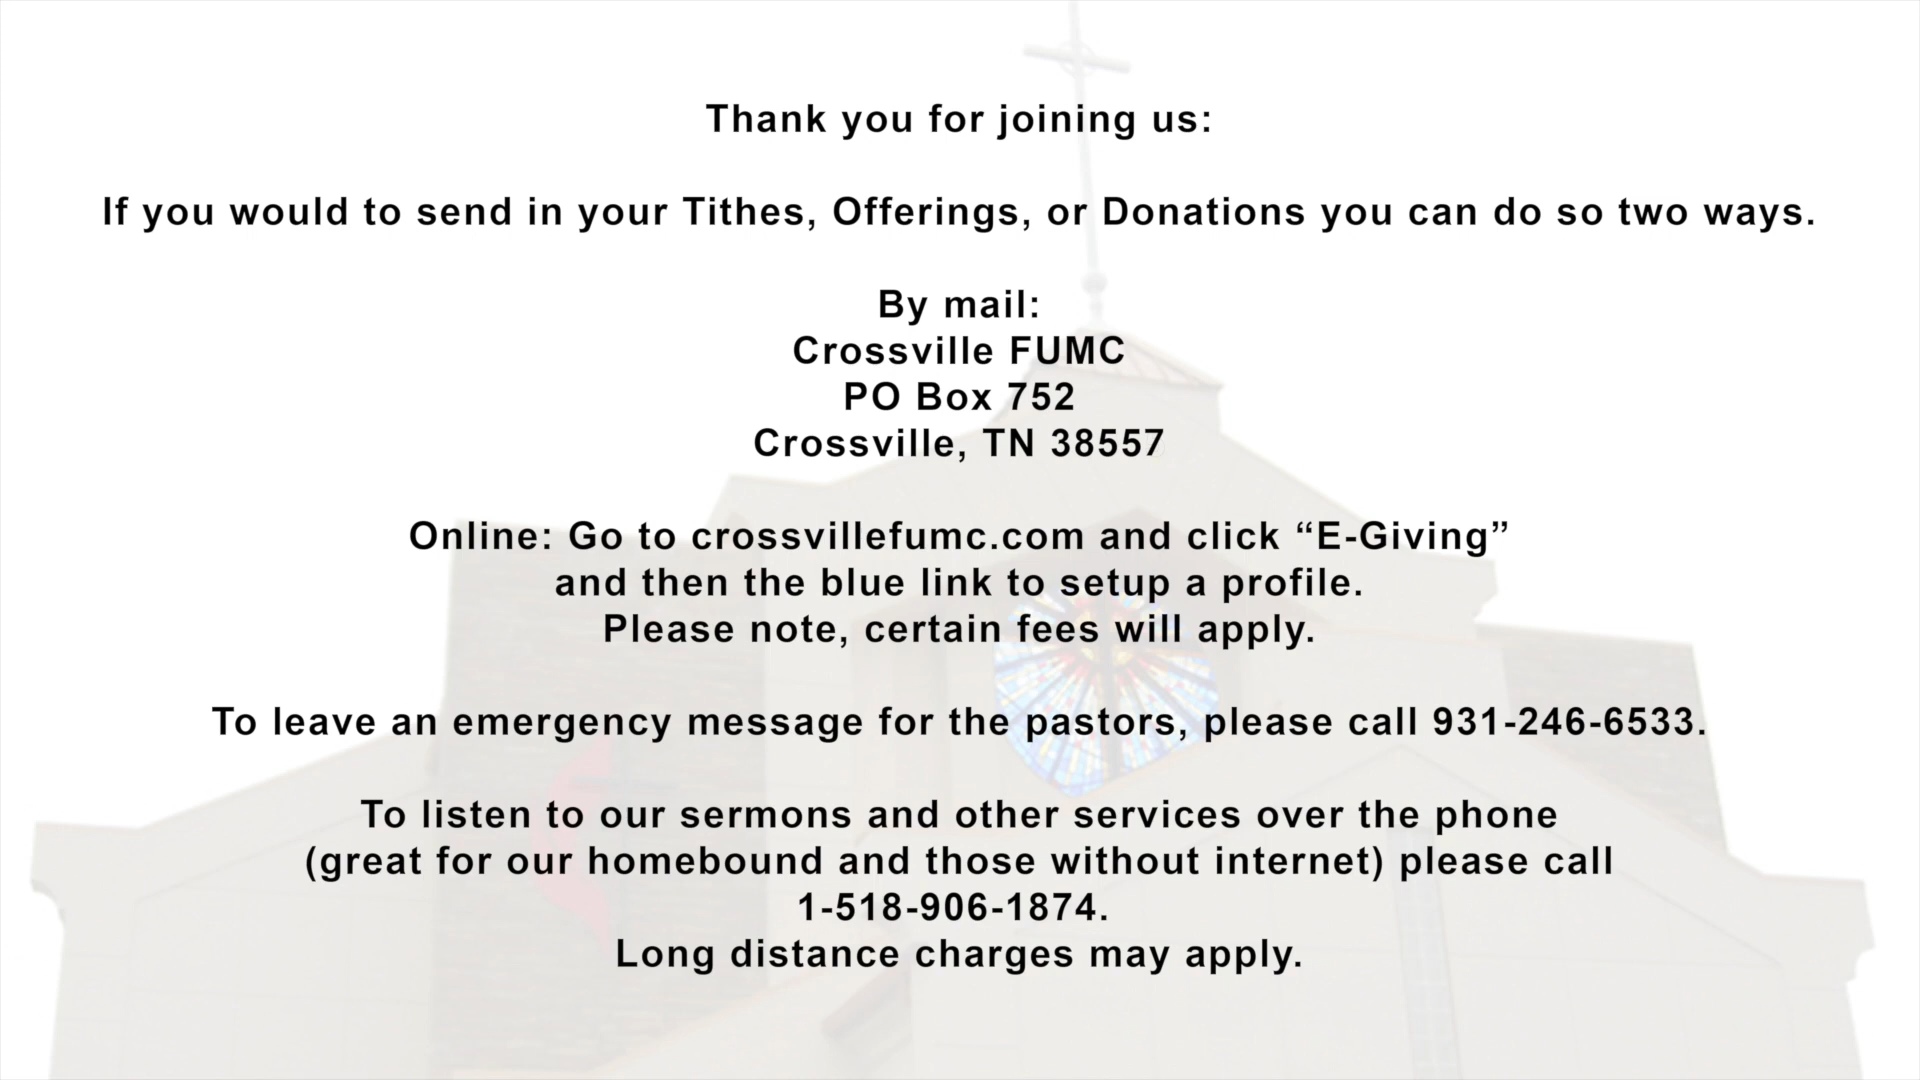 Thank you for joining us:
If you would to send in your Tithes, Offerings, or Donations you can do so two ways.
By mail:
Crossville FUMC
PO Box 752
Crossville, TN 38557
Online: Go to crossvillefumc.com and click “E-Giving”
and then the blue link to setup a profile.
Please note, certain fees will apply.
To leave an emergency message for the pastors, please call 931-246-6533.
To listen to our sermons and other services over the phone
(great for our homebound and those without internet) please call
1-518-906-1874.
Long distance charges may apply.